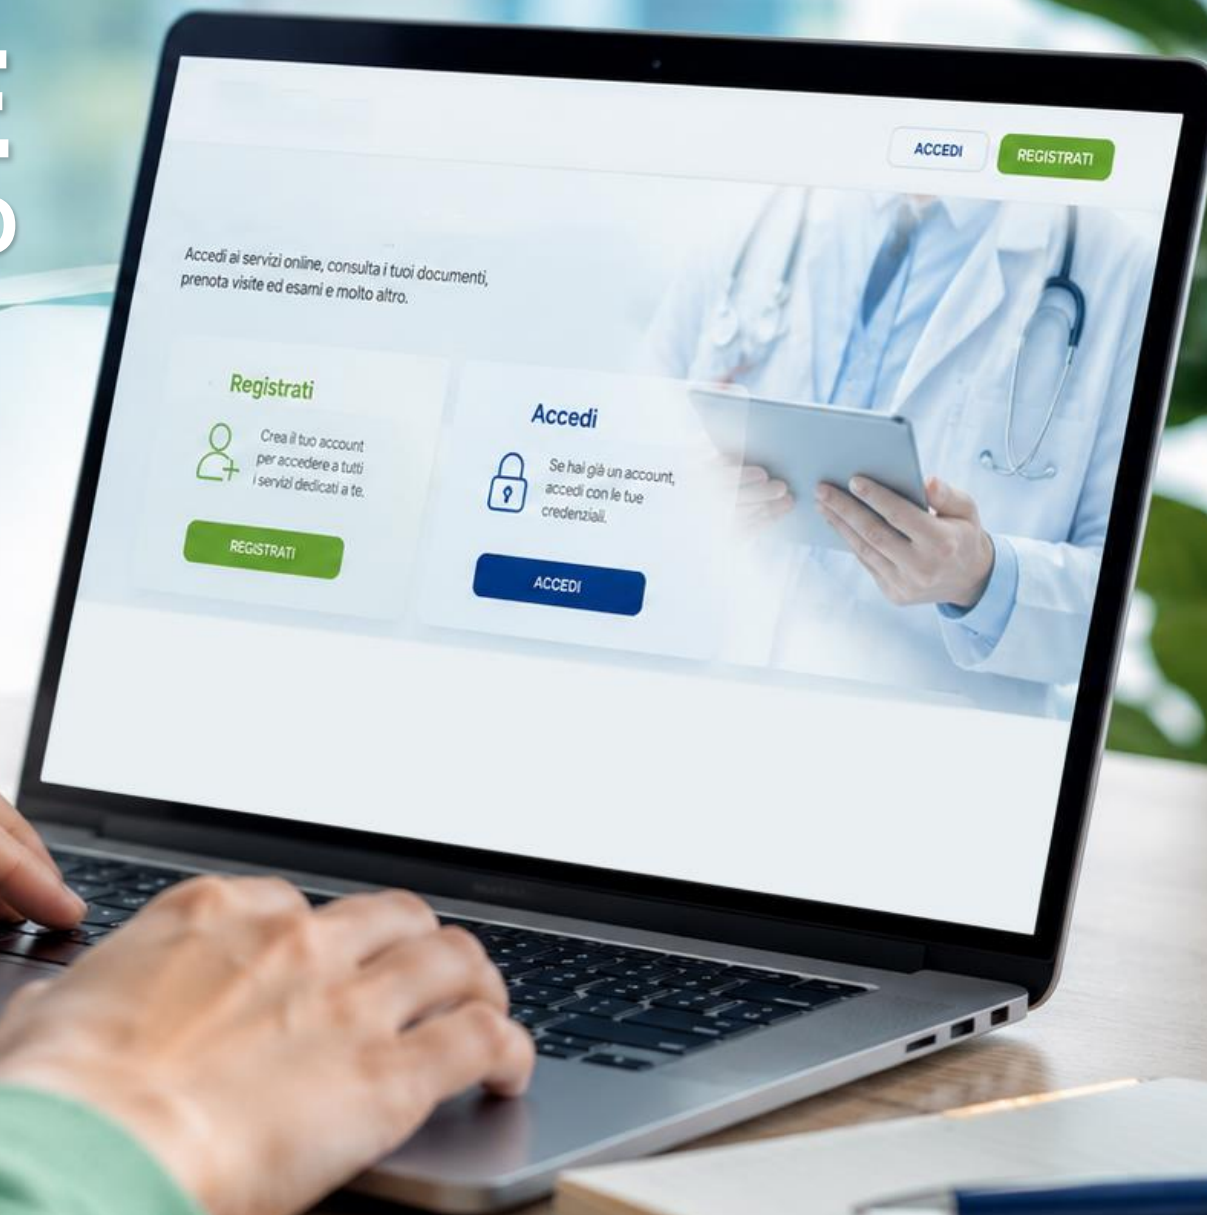 ACCEDI
REGISTRATI
Accedi ai servizi online, consulta i tuoi documenti,
prenota visite ed esami e molto altro.
Registrati
Crea il tuo account
per accedere a tutti
i servizi dedicati a te.
REGISTRATI
Accedi
Se hai già un account,
accedi con le tue
credenziali.
ACCEDI